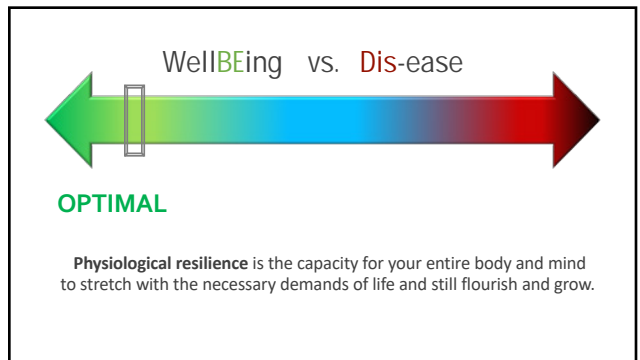 WellBEing vs. Dis-ease
OPTIMAL
Physiological resilience is the capacity for your entire body and mind
to stretch with the necessary demands of life and still flourish and grow.